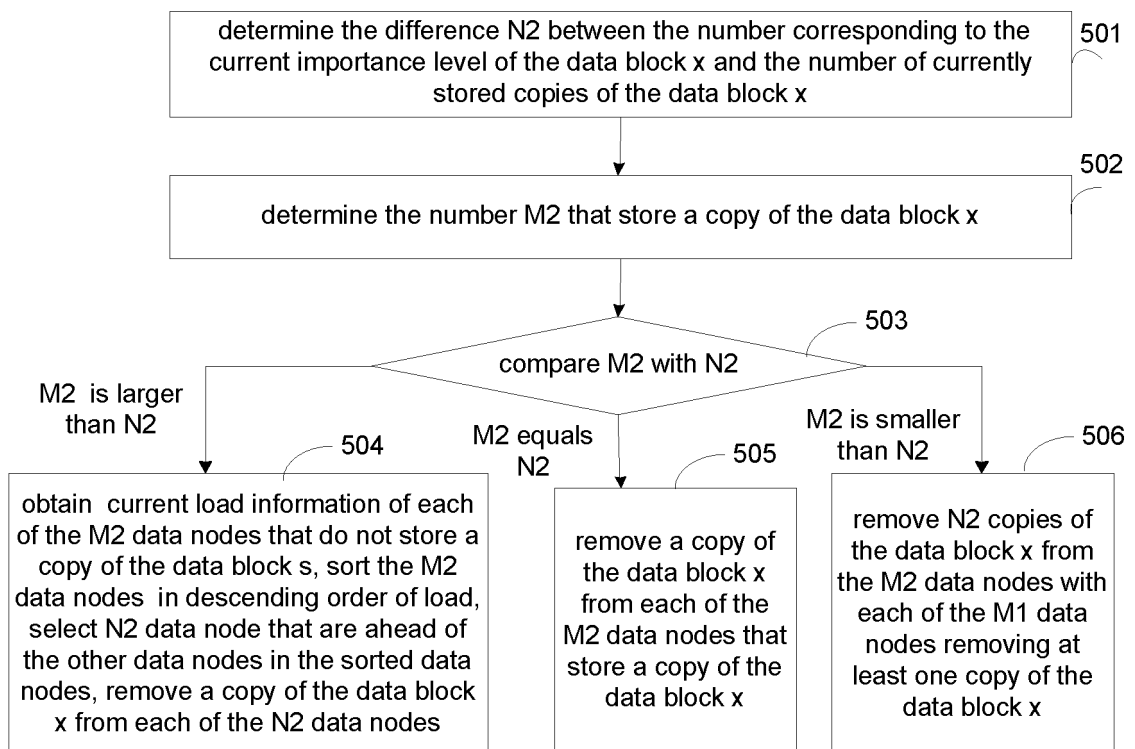 determine the difference N2 between the number corresponding to the
current importance level of the data block x and the number of currently
stored copies of the data block x
501
502
determine the number M2 that store a copy of the data block x
503
compare M2 with N2
M2 is larger
than N2
M2 equals
N2
M2 is smaller
than N2
504
obtain current load information of each
of the M2 data nodes that do not store a
copy of the data block s, sort the M2
data nodes in descending order of load,
select N2 data node that are ahead of
the other data nodes in the sorted data
nodes, remove a copy of the data block
x from each of the N2 data nodes
505
remove a copy of
the data block x
from each of the
M2 data nodes that
store a copy of the
data block x
506
remove N2 copies of
the data block x from
the M2 data nodes with
each of the M1 data
nodes removing at
least one copy of the
data block x